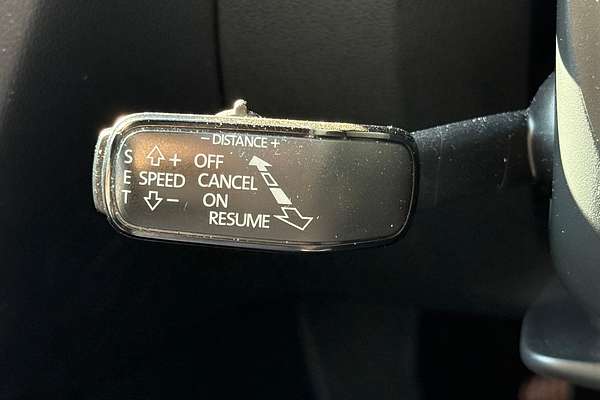 − DISTANCE +
S + OFF
E SPEED CANCEL
T − ON
RESUME